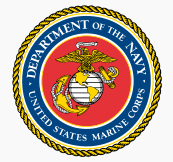 DEPARTMENT OF THE NAVY
UNITED STATES MARINE CORPS